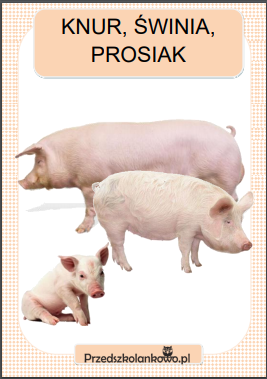 KNUR, ŚWINIA,
PROSIAK
Przedszkolankowo.pl